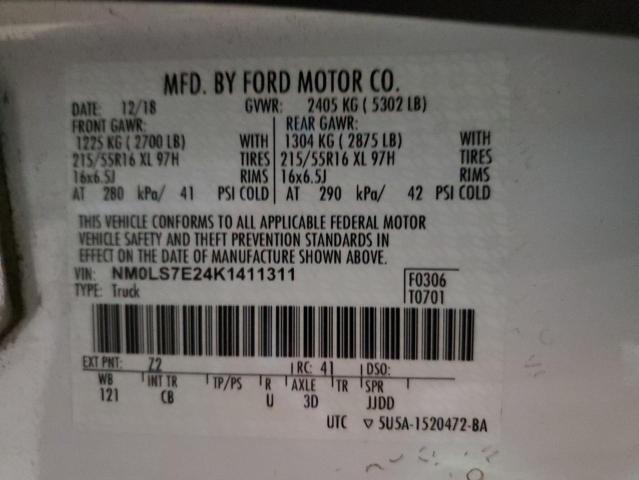 MFD. BY FORD MOTOR CO.
DATE: 12/18 GVWR: 2405 KG ( 5302 LB)
FRONT GAWR: REAR GAWR:
1225 KG ( 2700 LB) WITH 1304 KG ( 2875 LB) WITH
215/55R16 XL 97H TIRES 215/55R16 XL 97H TIRES
16x6.5J RIMS 16x6.5J RIMS
AT 280 kPa/ 41 PSI COLD AT 290 kPa/ 42 PSI COLD
THIS VEHICLE CONFORMS TO ALL APPLICABLE FEDERAL MOTOR
VEHICLE SAFETY AND THEFT PREVENTION STANDARDS IN
EFFECT ON THE DATE OF MANUFACTURE SHOWN ABOVE.
VIN: NM0LS7E24K1411311 F0306
TYPE: Truck T0701
EXT PNT: Z2 RC: 41 DSO:
WB INT TR TP/PS R AXLE TR SPR
121 CB U 3D JJDD
UTC ▽ 5U5A-1520472-BA